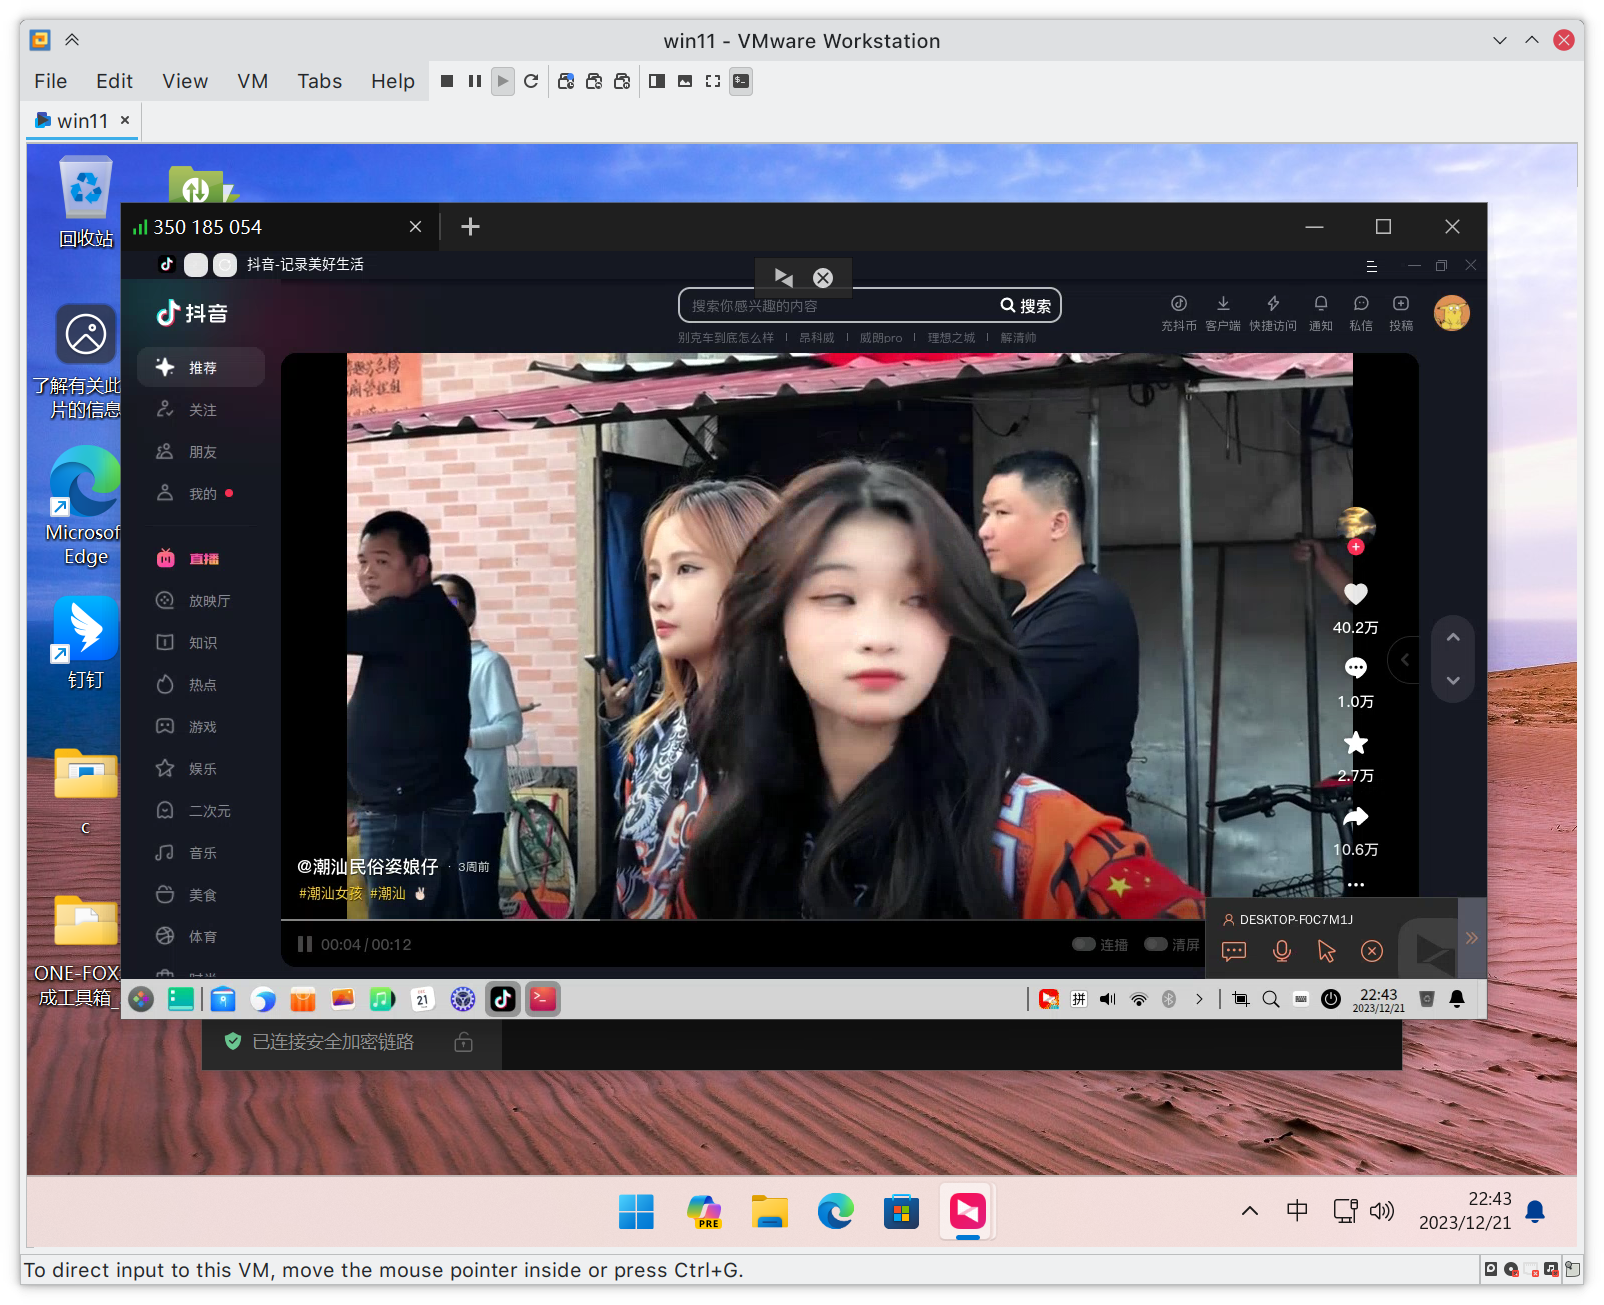 win11 - VMware Workstation
File Edit View VM Tabs Help
win11
回收站
350 185 054
抖音-记录美好生活
抖音
搜索你感兴趣的内容
搜索
充抖币 客户端 快捷访问 通知 私信 投稿
别克车到底怎么样 昂科威 威朗pro 理想之城 解清帅
推荐
关注
朋友
我的
直播
放映厅
知识
热点
游戏
娱乐
二次元
音乐
美食
体育
了解有关此
片的信息
Microsof
Edge
钉钉
c
ONE-FOX
成工具箱_
40.2万
1.0万
2.7万
10.6万
@潮汕民俗姿娘仔 · 3周前
#潮汕女孩 #潮汕
00:04 / 00:12
连播 清屏
DESKTOP-F0C7M1J
21
拼
22:43
2023/12/21
已连接安全加密链路
PRE
中
22:43
2023/12/21
To direct input to this VM, move the mouse pointer inside or press Ctrl+G.